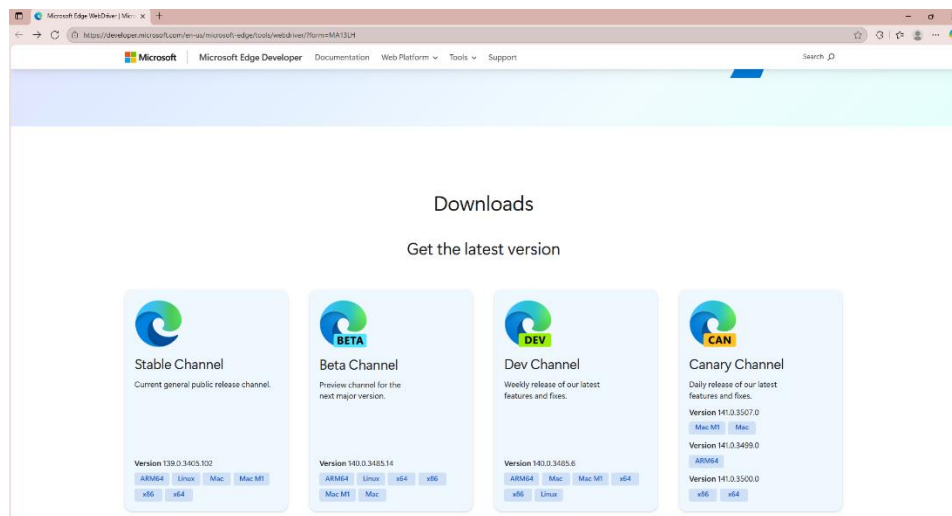 Microsoft Edge WebDriver | Micro
https://developer.microsoft.com/en-us/microsoft-edge/tools/webdriver/?form=MA13LH
Microsoft Microsoft Edge Developer Documentation Web Platform Tools Support Search
Downloads
Get the latest version
BETA
DEV
CAN
Stable Channel
Current general public release channel.
Version 139.0.3405.102
ARM64 Linux Mac Mac M1
x86 x64
Beta Channel
Preview channel for the
next major version.
Version 140.0.3485.14
ARM64 Linux x64 x86
Mac M1 Mac
Dev Channel
Weekly release of our latest
features and fixes.
Version 140.0.3485.6
ARM64 Mac Mac M1 x64
x86 Linux
Canary Channel
Daily release of our latest
features and fixes.
Version 141.0.3507.0
Mac M1 Mac
Version 141.0.3499.0
ARM64
Version 141.0.3500.0
x86 x64